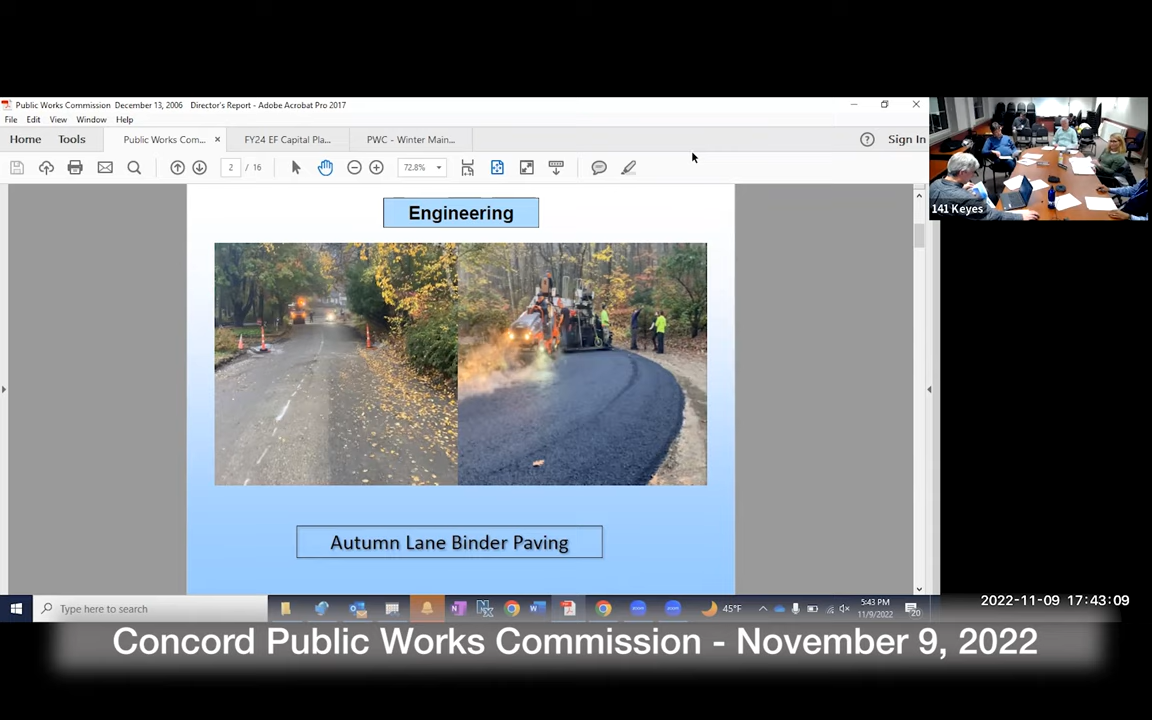 Public Works Commission December 13, 2006 Director's Report - Adobe Acrobat Pro 2017
File Edit View Window Help
Home Tools Public Works Com... × FY24 EF Capital Pla... PWC - Winter Main... ? Sign In
2 / 16 72.8%
141 Keyes
Engineering
Autumn Lane Binder Paving
Type here to search
45°F
5:43 PM
11/9/2022
20
2022-11-09 17:43:09
Concord Public Works Commission - November 9, 2022